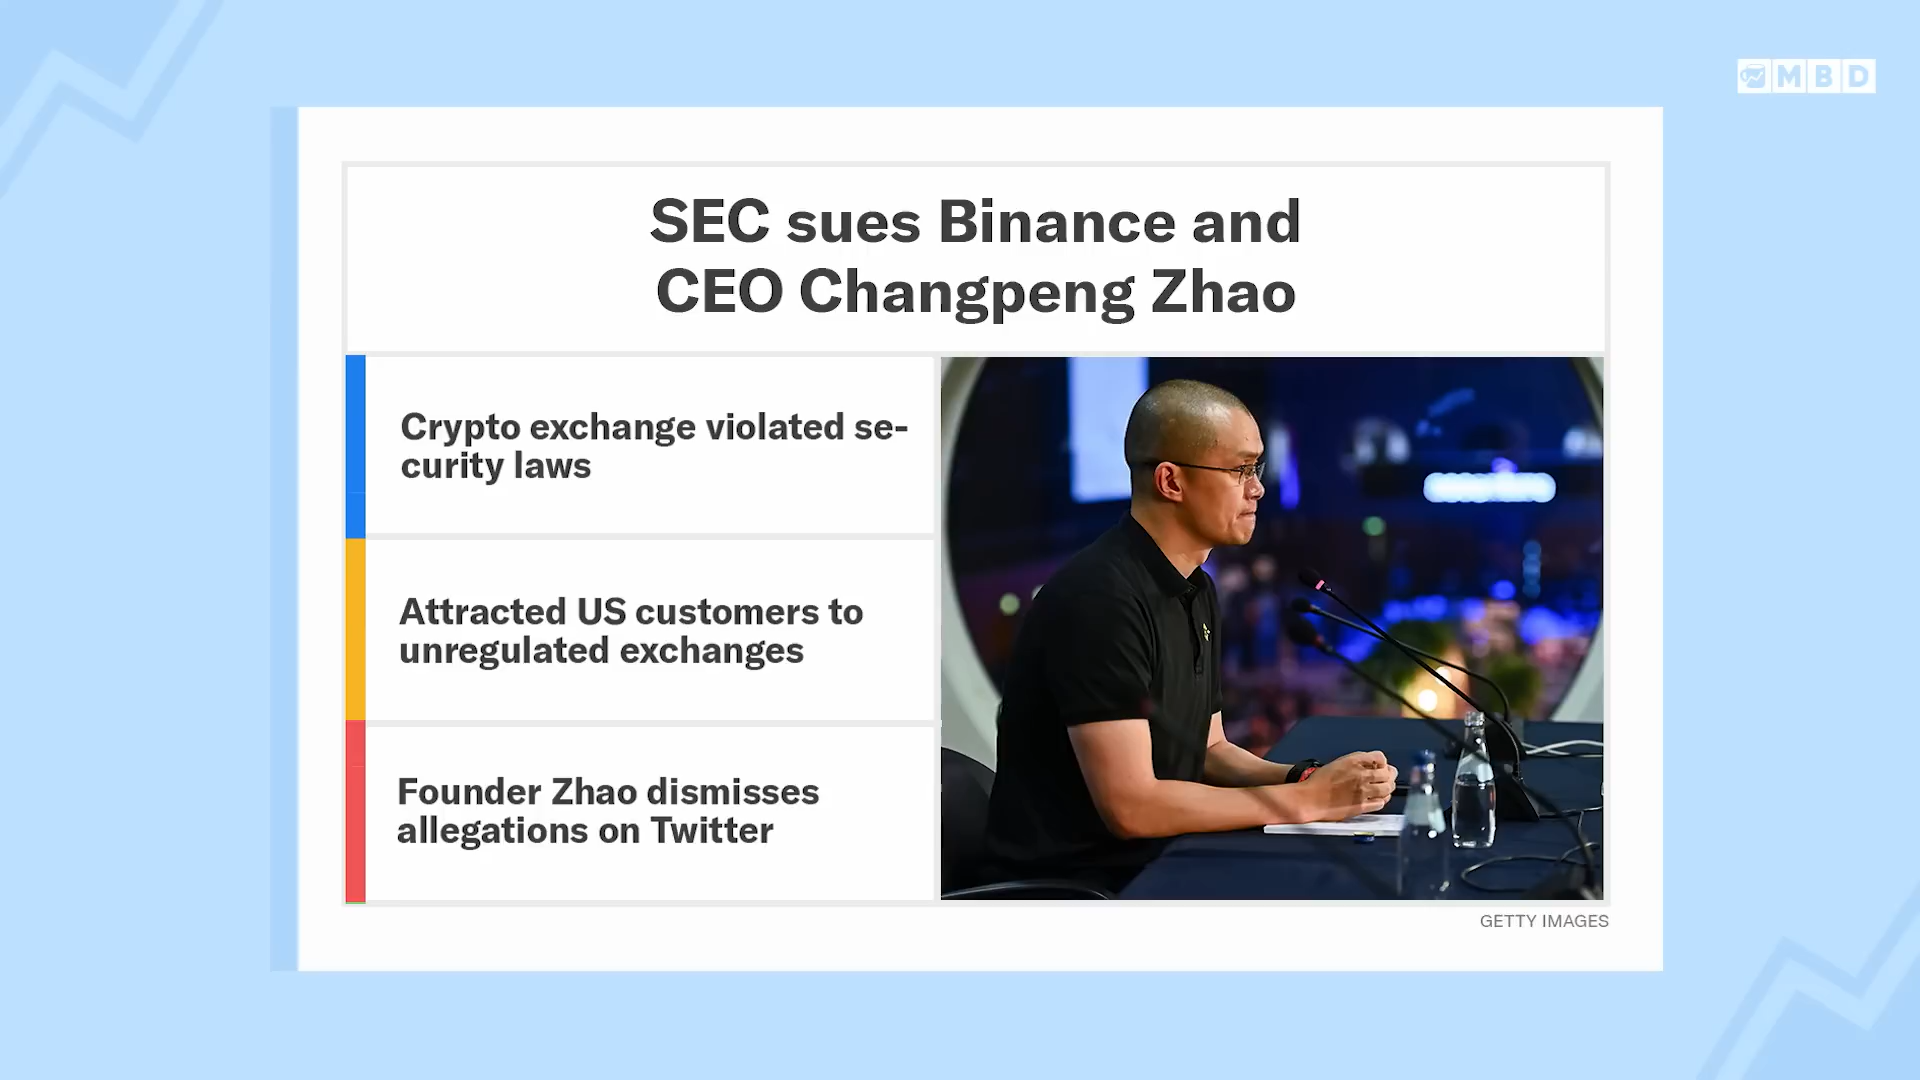 MBD
SEC sues Binance and
CEO Changpeng Zhao
Crypto exchange violated se-
curity laws
Attracted US customers to
unregulated exchanges
Founder Zhao dismisses
allegations on Twitter
GETTY IMAGES